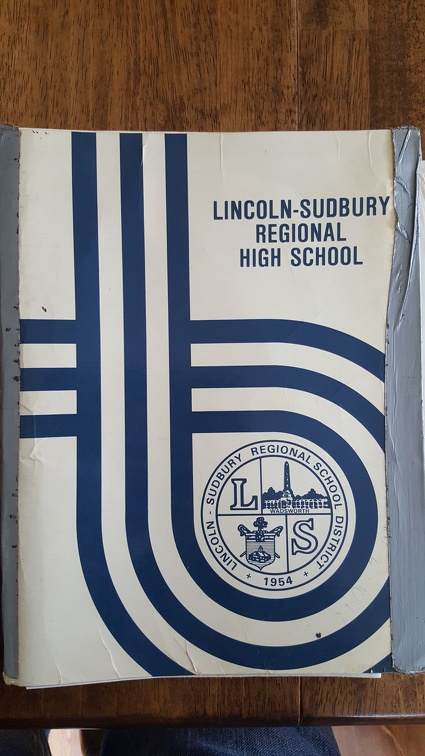 LINCOLN-SUDBURY
REGIONAL
HIGH SCHOOL
LINCOLN - SUDBURY REGIONAL SCHOOL DISTRICT
L
WADSWORTH
S
+ 1954 +